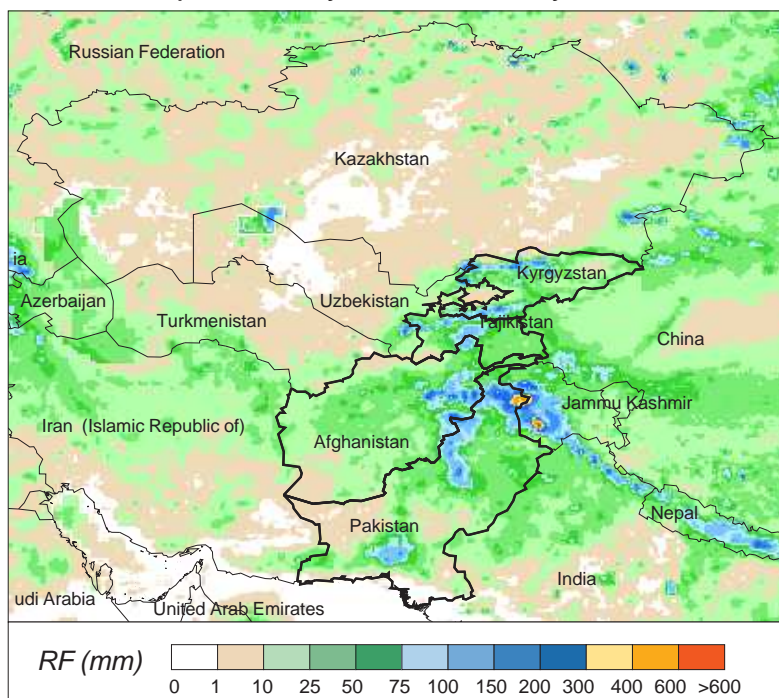 Russian Federation
Kazakhstan
ia
Kyrgyzstan
Azerbaijan
Uzbekistan
Turkmenistan
Tajikistan
China
Jammu Kashmir
Iran (Islamic Republic of)
Afghanistan
Nepal
Pakistan
India
udi Arabia
United Arab Emirates
RF (mm)
0 1 10 25 50 75 100 150 200 300 400 600 >600